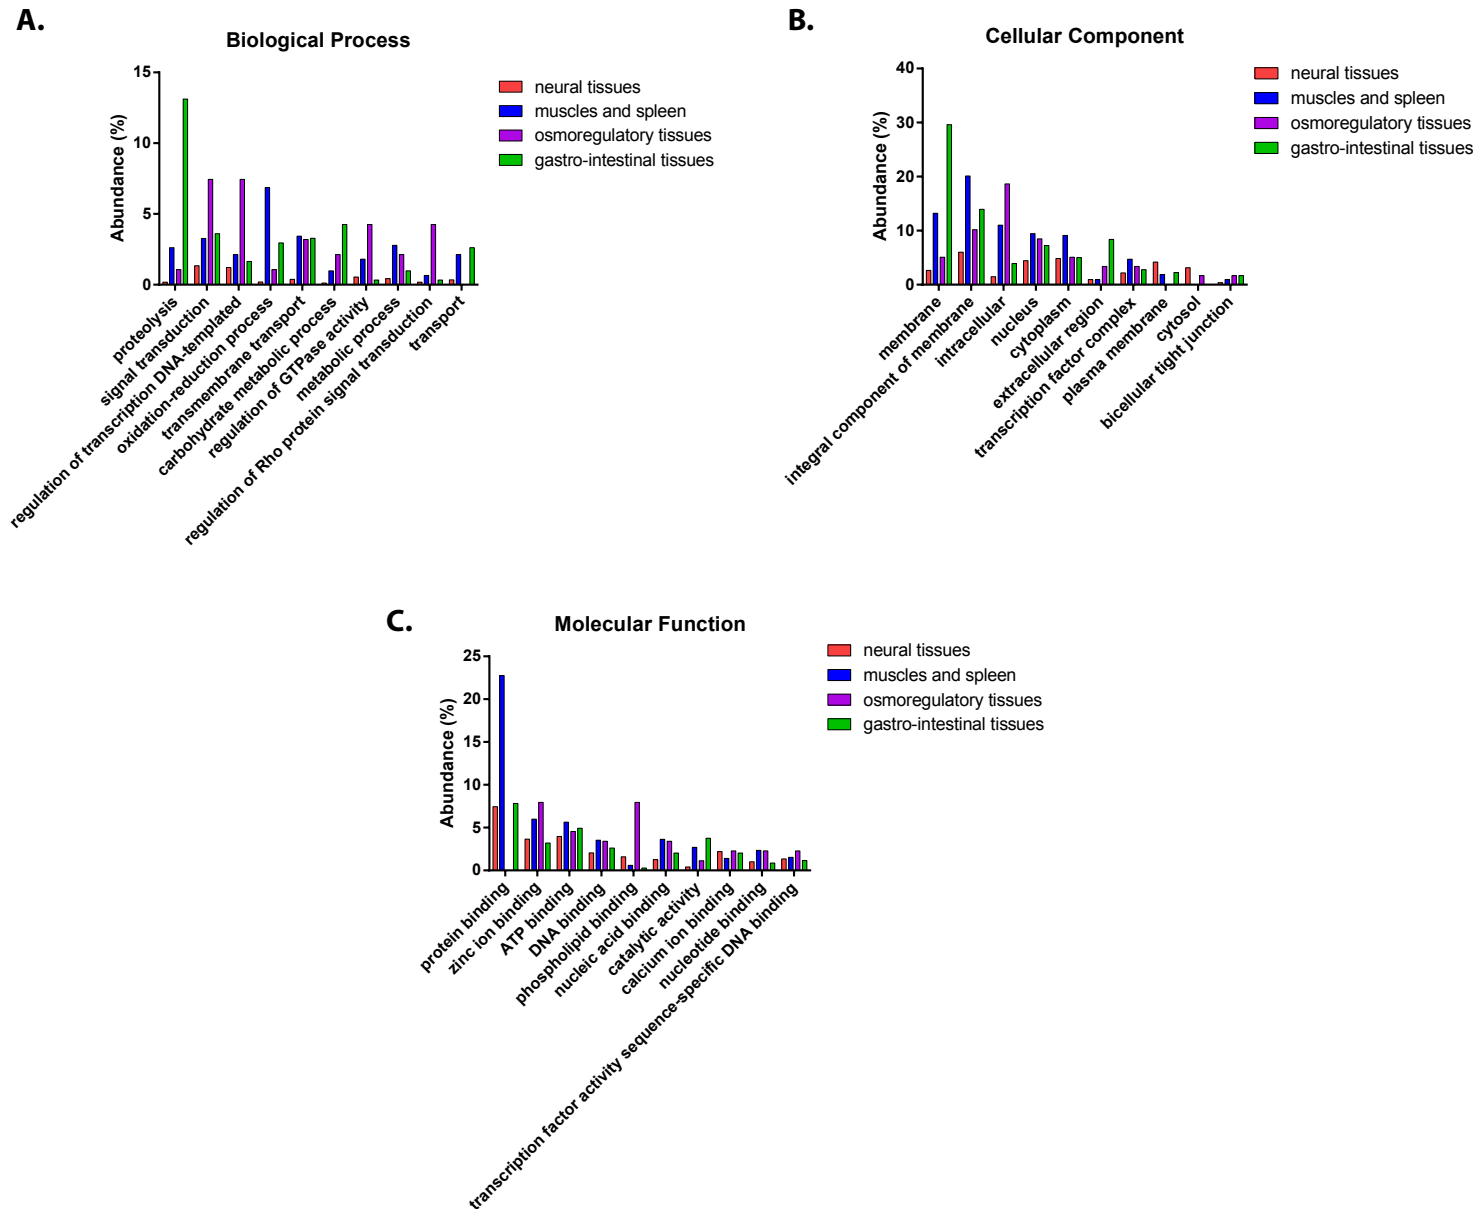 A.
Biological Process
Abundance (%)
15
10
5
0
neural tissues
muscles and spleen
osmoregulatory tissues
gastro-intestinal tissues
proteolysis
signal transduction
regulation of transcription DNA-templated
oxidation-reduction process
transmembrane transport
carbohydrate metabolic process
regulation of GTPase activity
metabolic process
regulation of Rho protein signal transduction
transport
B.
Cellular Component
Abundance (%)
40
30
20
10
0
neural tissues
muscles and spleen
osmoregulatory tissues
gastro-intestinal tissues
membrane
integral component of membrane
intracellular
nucleus
cytoplasm
extracellular region
transcription factor complex
plasma membrane
cytosol
bicellular tight junction
C.
Molecular Function
Abundance (%)
25
20
15
10
5
0
neural tissues
muscles and spleen
osmoregulatory tissues
gastro-intestinal tissues
protein binding
zinc ion binding
ATP binding
DNA binding
phospholipid binding
nucleic acid binding
catalytic activity
calcium ion binding
nucleotide binding
transcription factor activity sequence-specific DNA binding